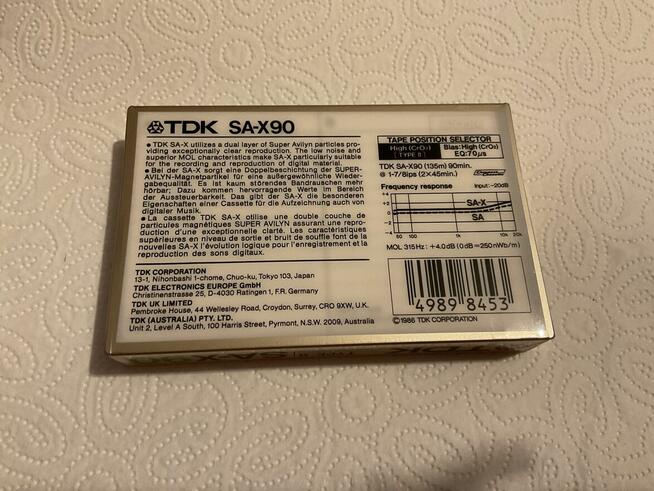 TDK SA-X90
• TDK SA-X utilizes a dual layer of Super Avilyn particles pro-
viding exceptionally clear reproduction. The low noise and
superior MOL characteristics make SA-X particularly suitable
for the recording and reproduction of digital material.
• Bei der SA-X sorgt eine Doppelbeschichtung der SUPER-
AVILYN-Magnetpartikel für eine außergewöhnliche Wieder-
gabequalität. Es ist kaum störendes Bandrauschen mehr
hörbar; Dazu kommen hervorragende Werte im Bereich
der Aussteuerbarkeit. Das gibt der SA-X die besonderen
Eigenschaften einer Cassette für die Aufzeichnung auch von
digitaler Musik.
• La cassette TDK SA-X utilise une double couche de
particules magnétiques SUPER AVILYN assurant une repro-
duction d'une exceptionnelle clarté. Les caractéristiques
supérieures en niveau de sortie et bruit de souffle font de la
nouvelles SA-X l'évolution logique pour l'enregistrement et la
reproduction des sons digitaux.
TDK CORPORATION
13-1, Nihonbashi 1-chome, Chuo-ku, Tokyo 103, Japan
TDK ELECTRONICS EUROPE GmbH
Christinenstrasse 25, D-4030 Ratingen 1, F.R. Germany
TDK UK LIMITED
Pembroke House, 44 Wellesley Road, Croydon, Surrey, CRO 9XW, U.K.
TDK (AUSTRALIA) PTY. LTD.
Unit 2, Level A South, 100 Harris Street, Pyrmont, N.S.W. 2009, Australia
TAPE POSITION SELECTOR
High (CrO2) Bias: High (CrO2)
[TYPE II] EQ: 70μs
TDK SA-X90 (135m) 90min.
@ 1-7/8ips (2×45min.)
Frequency response Input: -20dB
+4
+2
0
-2
-4
SA-X
SA
50 100 1k 10k 20k
MOL 315Hz: +4.0dB (0dB=250nWb/m)
4989 8453
©1986 TDK CORPORATION